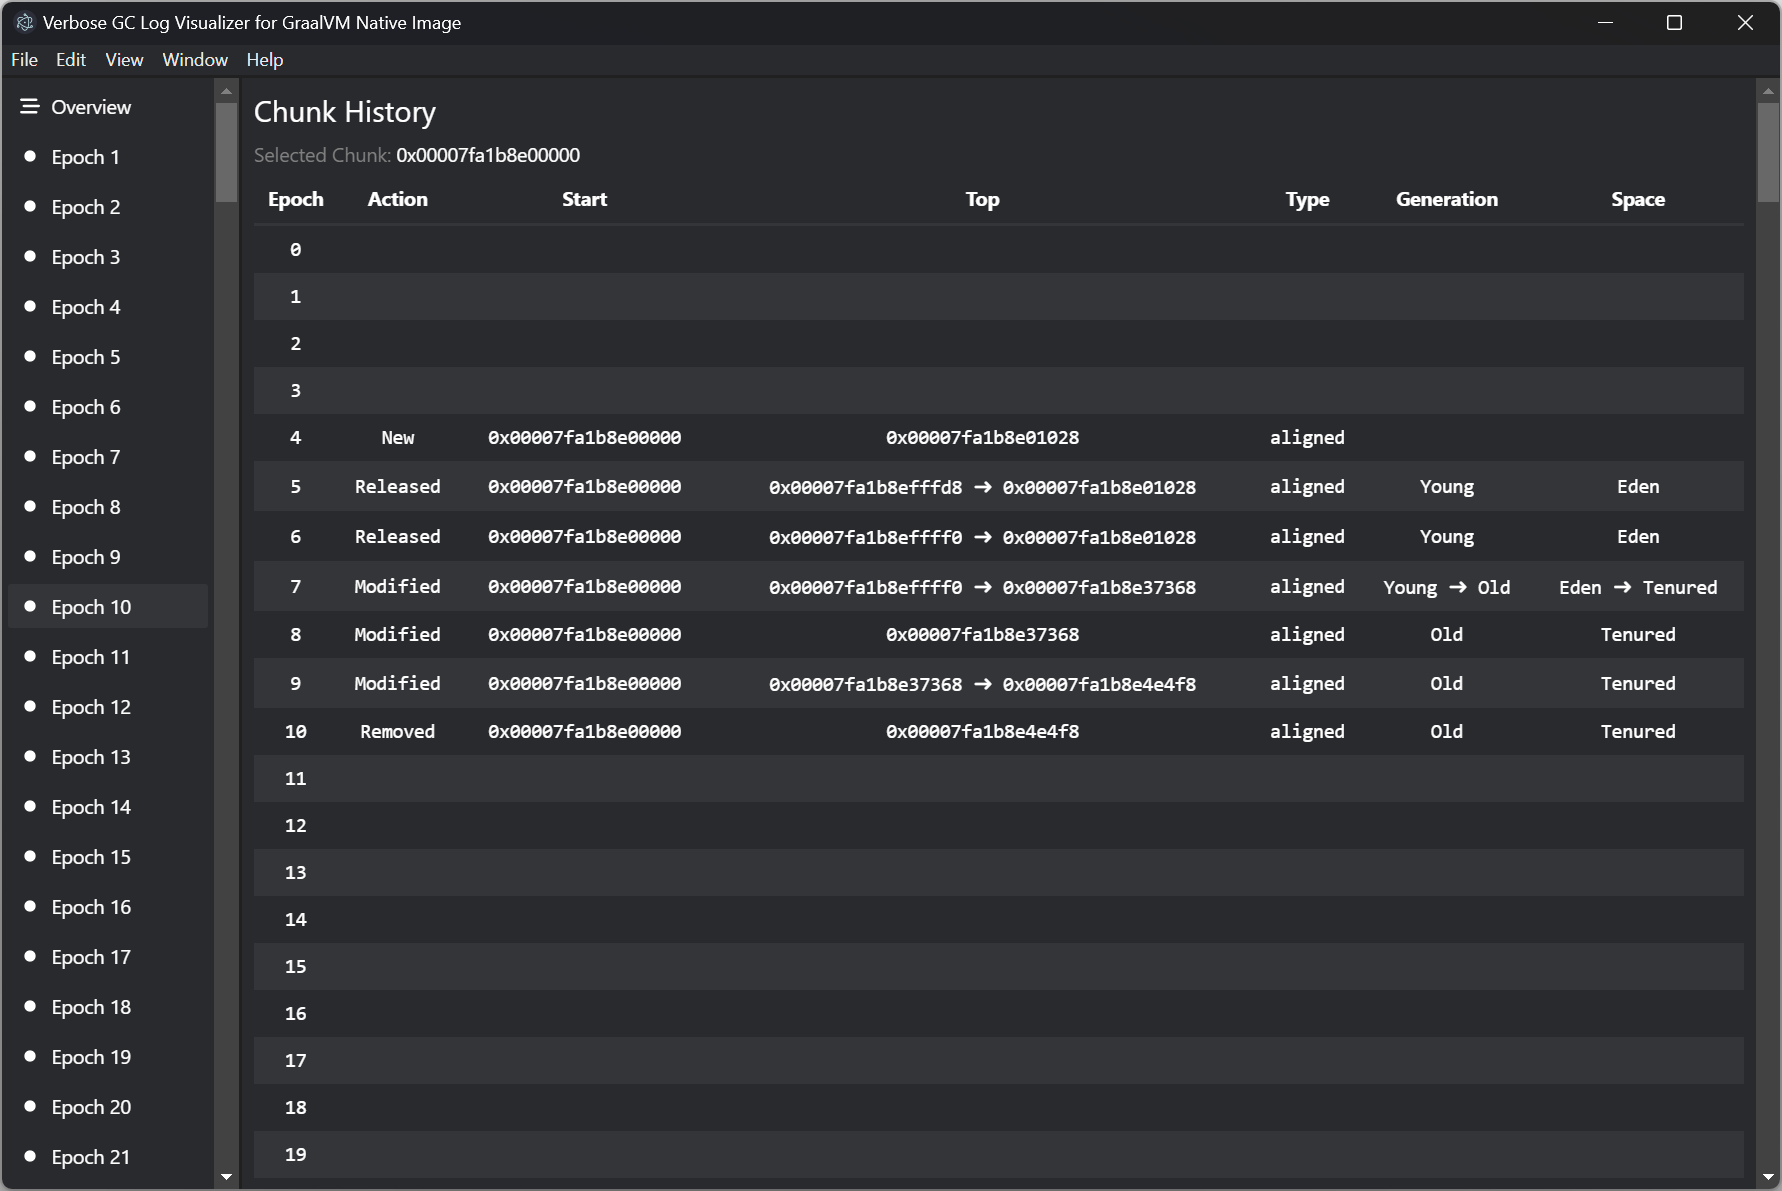 Verbose GC Log Visualizer for GraalVM Native Image
File Edit View Window Help
Overview
Epoch 1
Epoch 2
Epoch 3
Epoch 4
Epoch 5
Epoch 6
Epoch 7
Epoch 8
Epoch 9
Epoch 10
Epoch 11
Epoch 12
Epoch 13
Epoch 14
Epoch 15
Epoch 16
Epoch 17
Epoch 18
Epoch 19
Epoch 20
Epoch 21
Chunk History
Selected Chunk: 0x00007fa1b8e00000
Epoch Action Start Top Type Generation Space
0
1
2
3
4 New 0x00007fa1b8e00000 0x00007fa1b8e01028 aligned
5 Released 0x00007fa1b8e00000 0x00007fa1b8efffd8 → 0x00007fa1b8e01028 aligned Young Eden
6 Released 0x00007fa1b8e00000 0x00007fa1b8effff0 → 0x00007fa1b8e01028 aligned Young Eden
7 Modified 0x00007fa1b8e00000 0x00007fa1b8effff0 → 0x00007fa1b8e37368 aligned Young → Old Eden → Tenured
8 Modified 0x00007fa1b8e00000 0x00007fa1b8e37368 aligned Old Tenured
9 Modified 0x00007fa1b8e00000 0x00007fa1b8e37368 → 0x00007fa1b8e4e4f8 aligned Old Tenured
10 Removed 0x00007fa1b8e00000 0x00007fa1b8e4e4f8 aligned Old Tenured
11
12
13
14
15
16
17
18
19